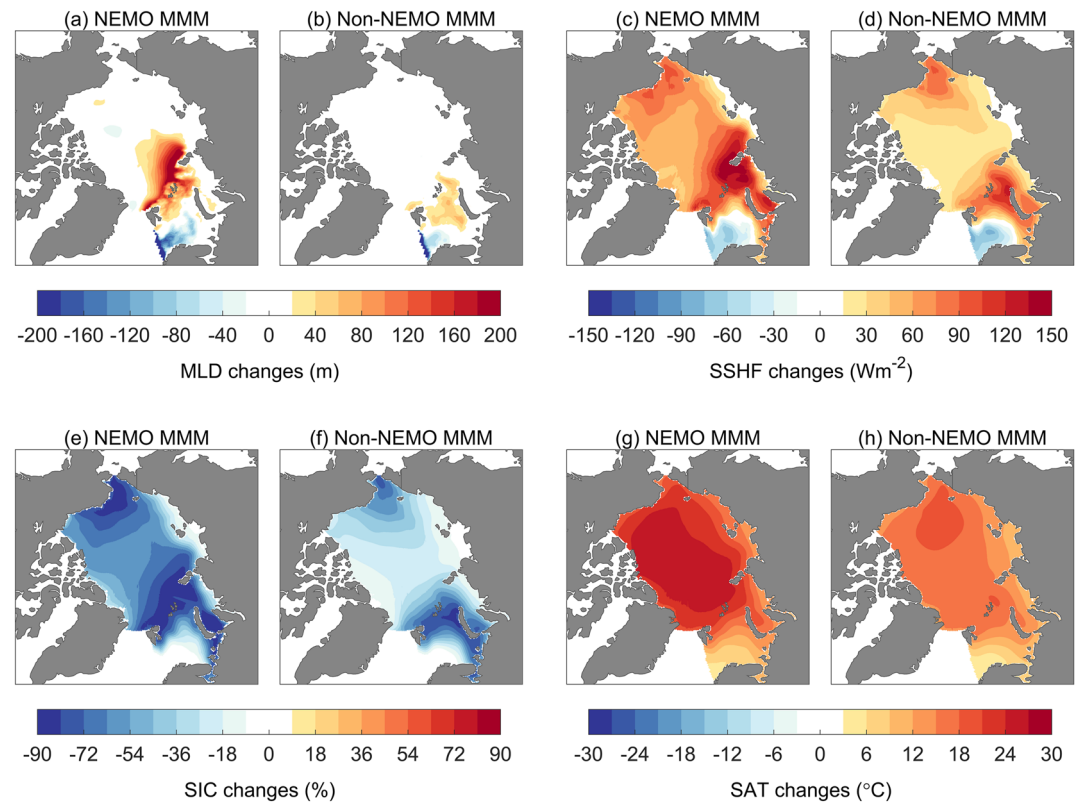 (a) NEMO MMM (b) Non-NEMO MMM (c) NEMO MMM (d) Non-NEMO MMM
-200 -160 -120 -80 -40 0 40 80 120 160 200 -150 -120 -90 -60 -30 0 30 60 90 120 150
MLD changes (m) SSHF changes (Wm⁻²)
(e) NEMO MMM (f) Non-NEMO MMM (g) NEMO MMM (h) Non-NEMO MMM
-90 -72 -54 -36 -18 0 18 36 54 72 90 -30 -24 -18 -12 -6 0 6 12 18 24 30
SIC changes (%) SAT changes (°C)